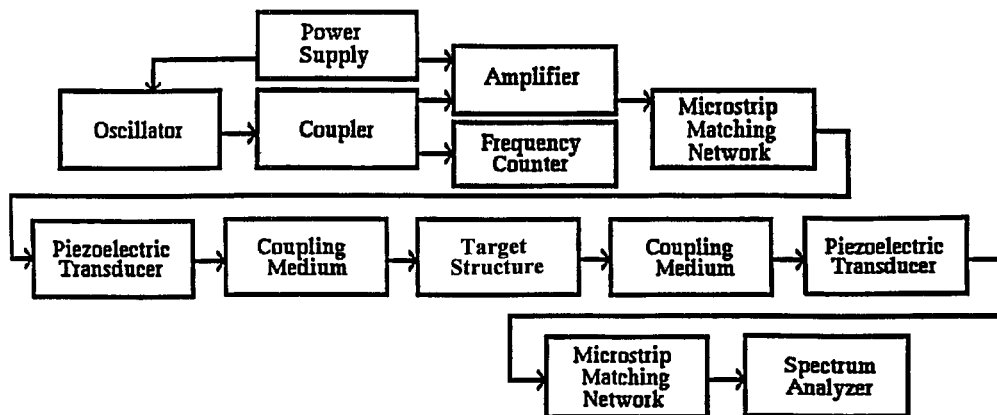 Power
Supply
Amplifier
Oscillator
Coupler
Frequency
Counter
Microstrip
Matching
Network
Piezoelectric
Transducer
Coupling
Medium
Target
Structure
Coupling
Medium
Piezoelectric
Transducer
Microstrip
Matching
Network
Spectrum
Analyzer